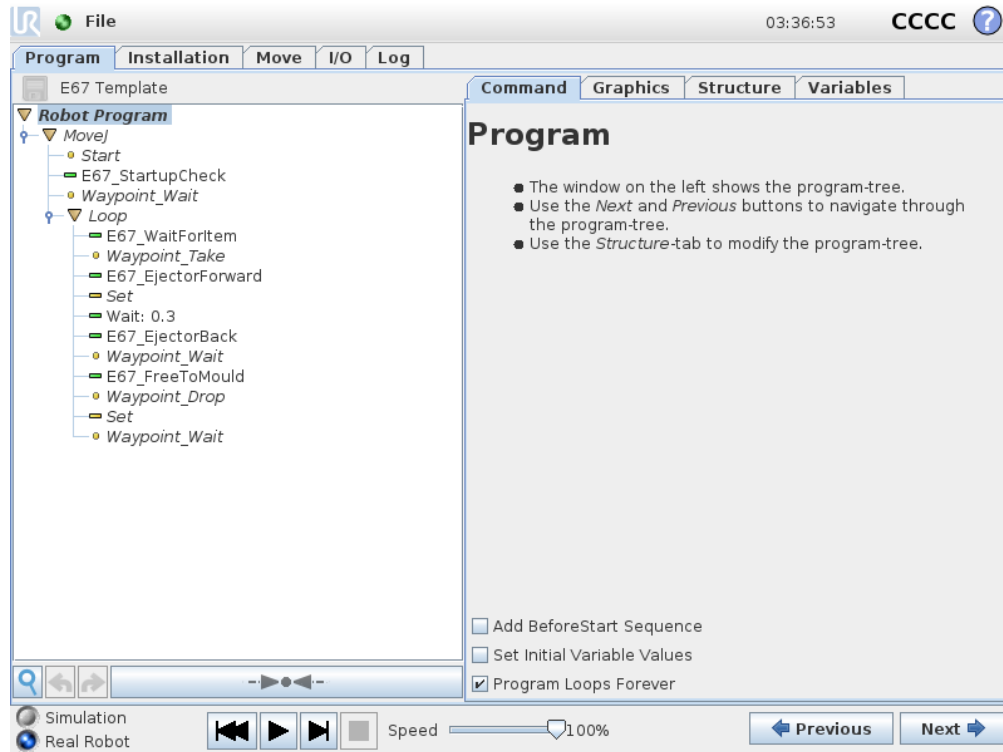 UR File 03:36:53 CCCC ?
Program Installation Move I/O Log
E67 Template
Command Graphics Structure Variables
Robot Program
MoveJ
Start
E67_StartupCheck
Waypoint_Wait
Loop
E67_WaitForItem
Waypoint_Take
E67_EjectorForward
Set
Wait: 0.3
E67_EjectorBack
Waypoint_Wait
E67_FreeToMould
Waypoint_Drop
Set
Waypoint_Wait
Program
The window on the left shows the program-tree.
Use the Next and Previous buttons to navigate through
the program-tree.
Use the Structure-tab to modify the program-tree.
Add BeforeStart Sequence
Set Initial Variable Values
Program Loops Forever
Simulation
Real Robot
Speed 100%
Previous Next